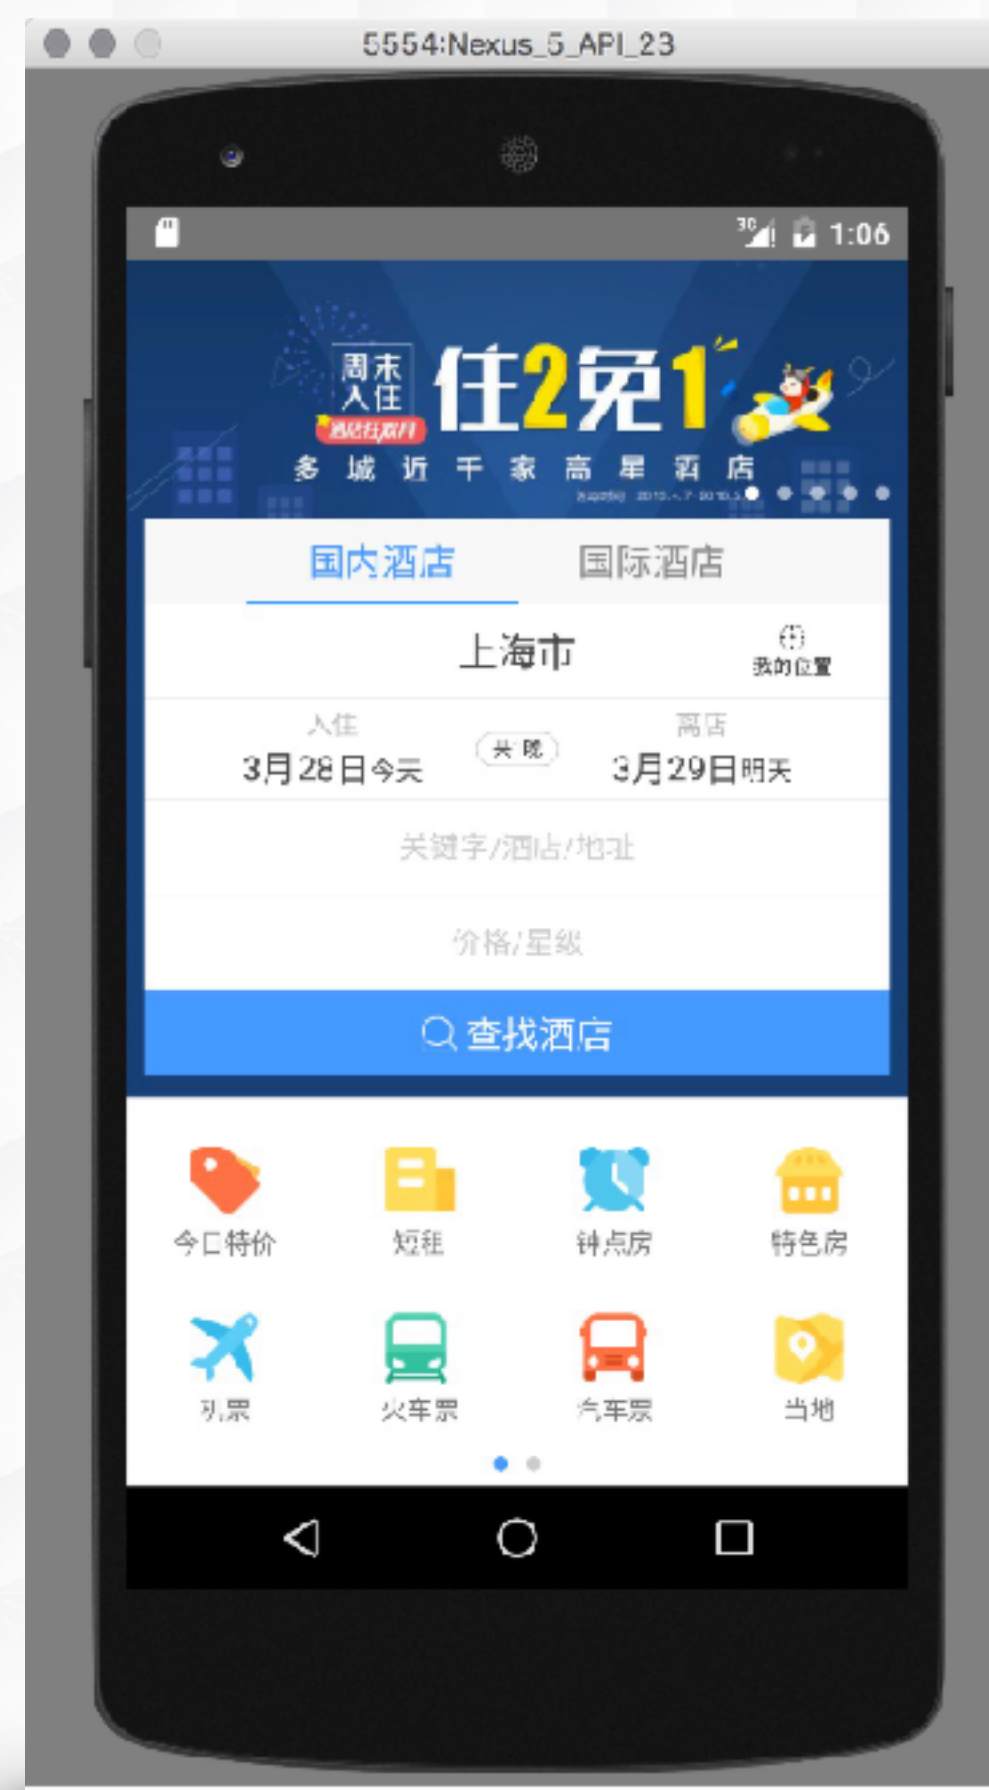 5554:Nexus_5_API_23
3G 1:06
周末
入住
住2免1
多城近千家高星酒店
国内酒店 国际酒店
上海市
我的位置
入住 离店
3月28日今天 3月29日明天
关键字/酒店/地址
价格/星级
查找酒店
今日特价 短租 钟点房 特色房
机票 火车票 汽车票 当地